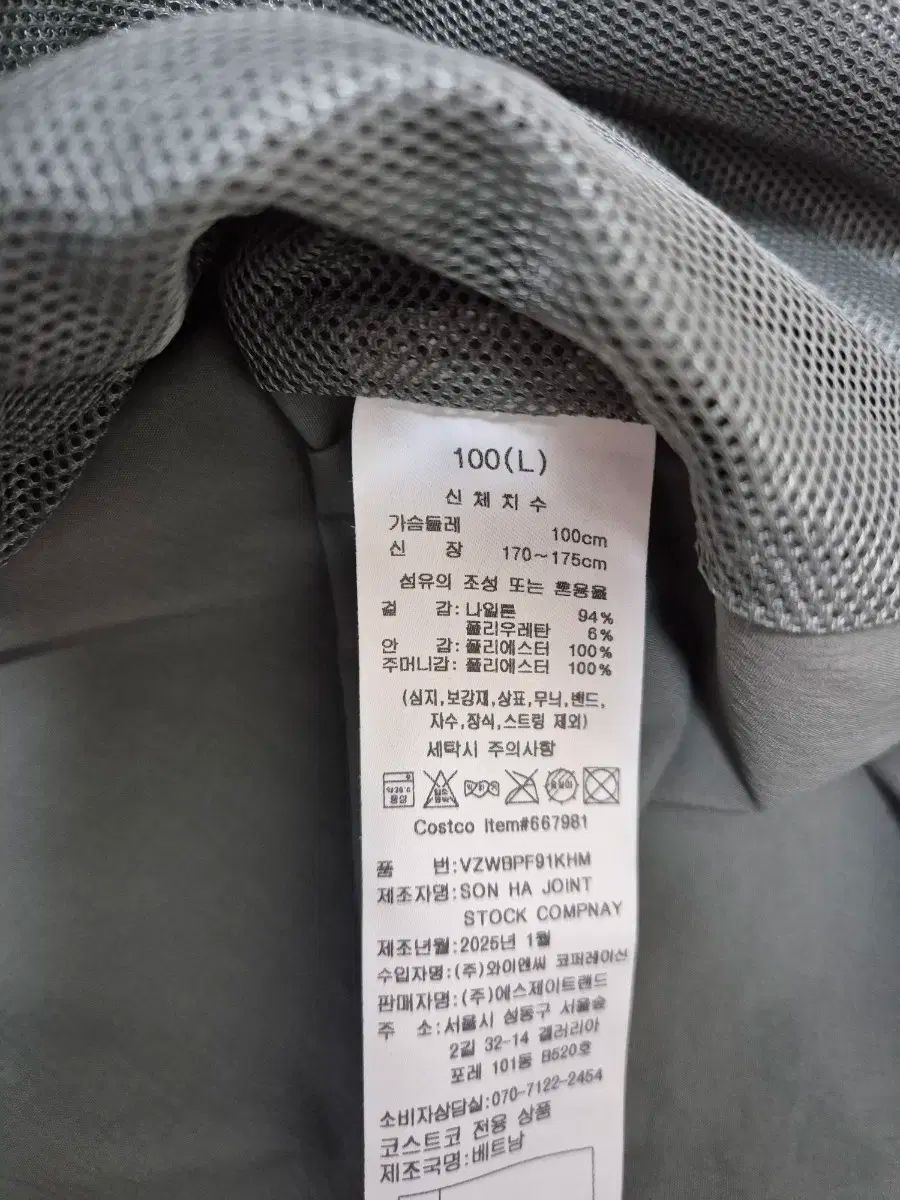 100(L)
신 체 치 수
가슴둘레 100cm
신 장 170~175cm
섬유의 조성 또는 혼용율
겉 감: 나일론 94%
폴리우레탄 6%
안 감: 폴리에스터 100%
주머니감: 폴리에스터 100%
(심지,보강재,상표,무늬,밴드,
자수,장식,스트링 제외)
세탁시 주의사항
Costco Item#667981
품 번:VZWBPF91KHM
제조자명:SON HA JOINT
STOCK COMPNAY
제조년월:2025년 1월
수입자명:(주)와이엔씨 코퍼레이션
판매자명:(주)에스제이트랜드
주 소:서울시 성동구 서울숲
2길 32-14 갤러리아
포레 101동 B520호
소비자상담실:070-7122-2454
코스트코 전용 상품
제조국명:베트남